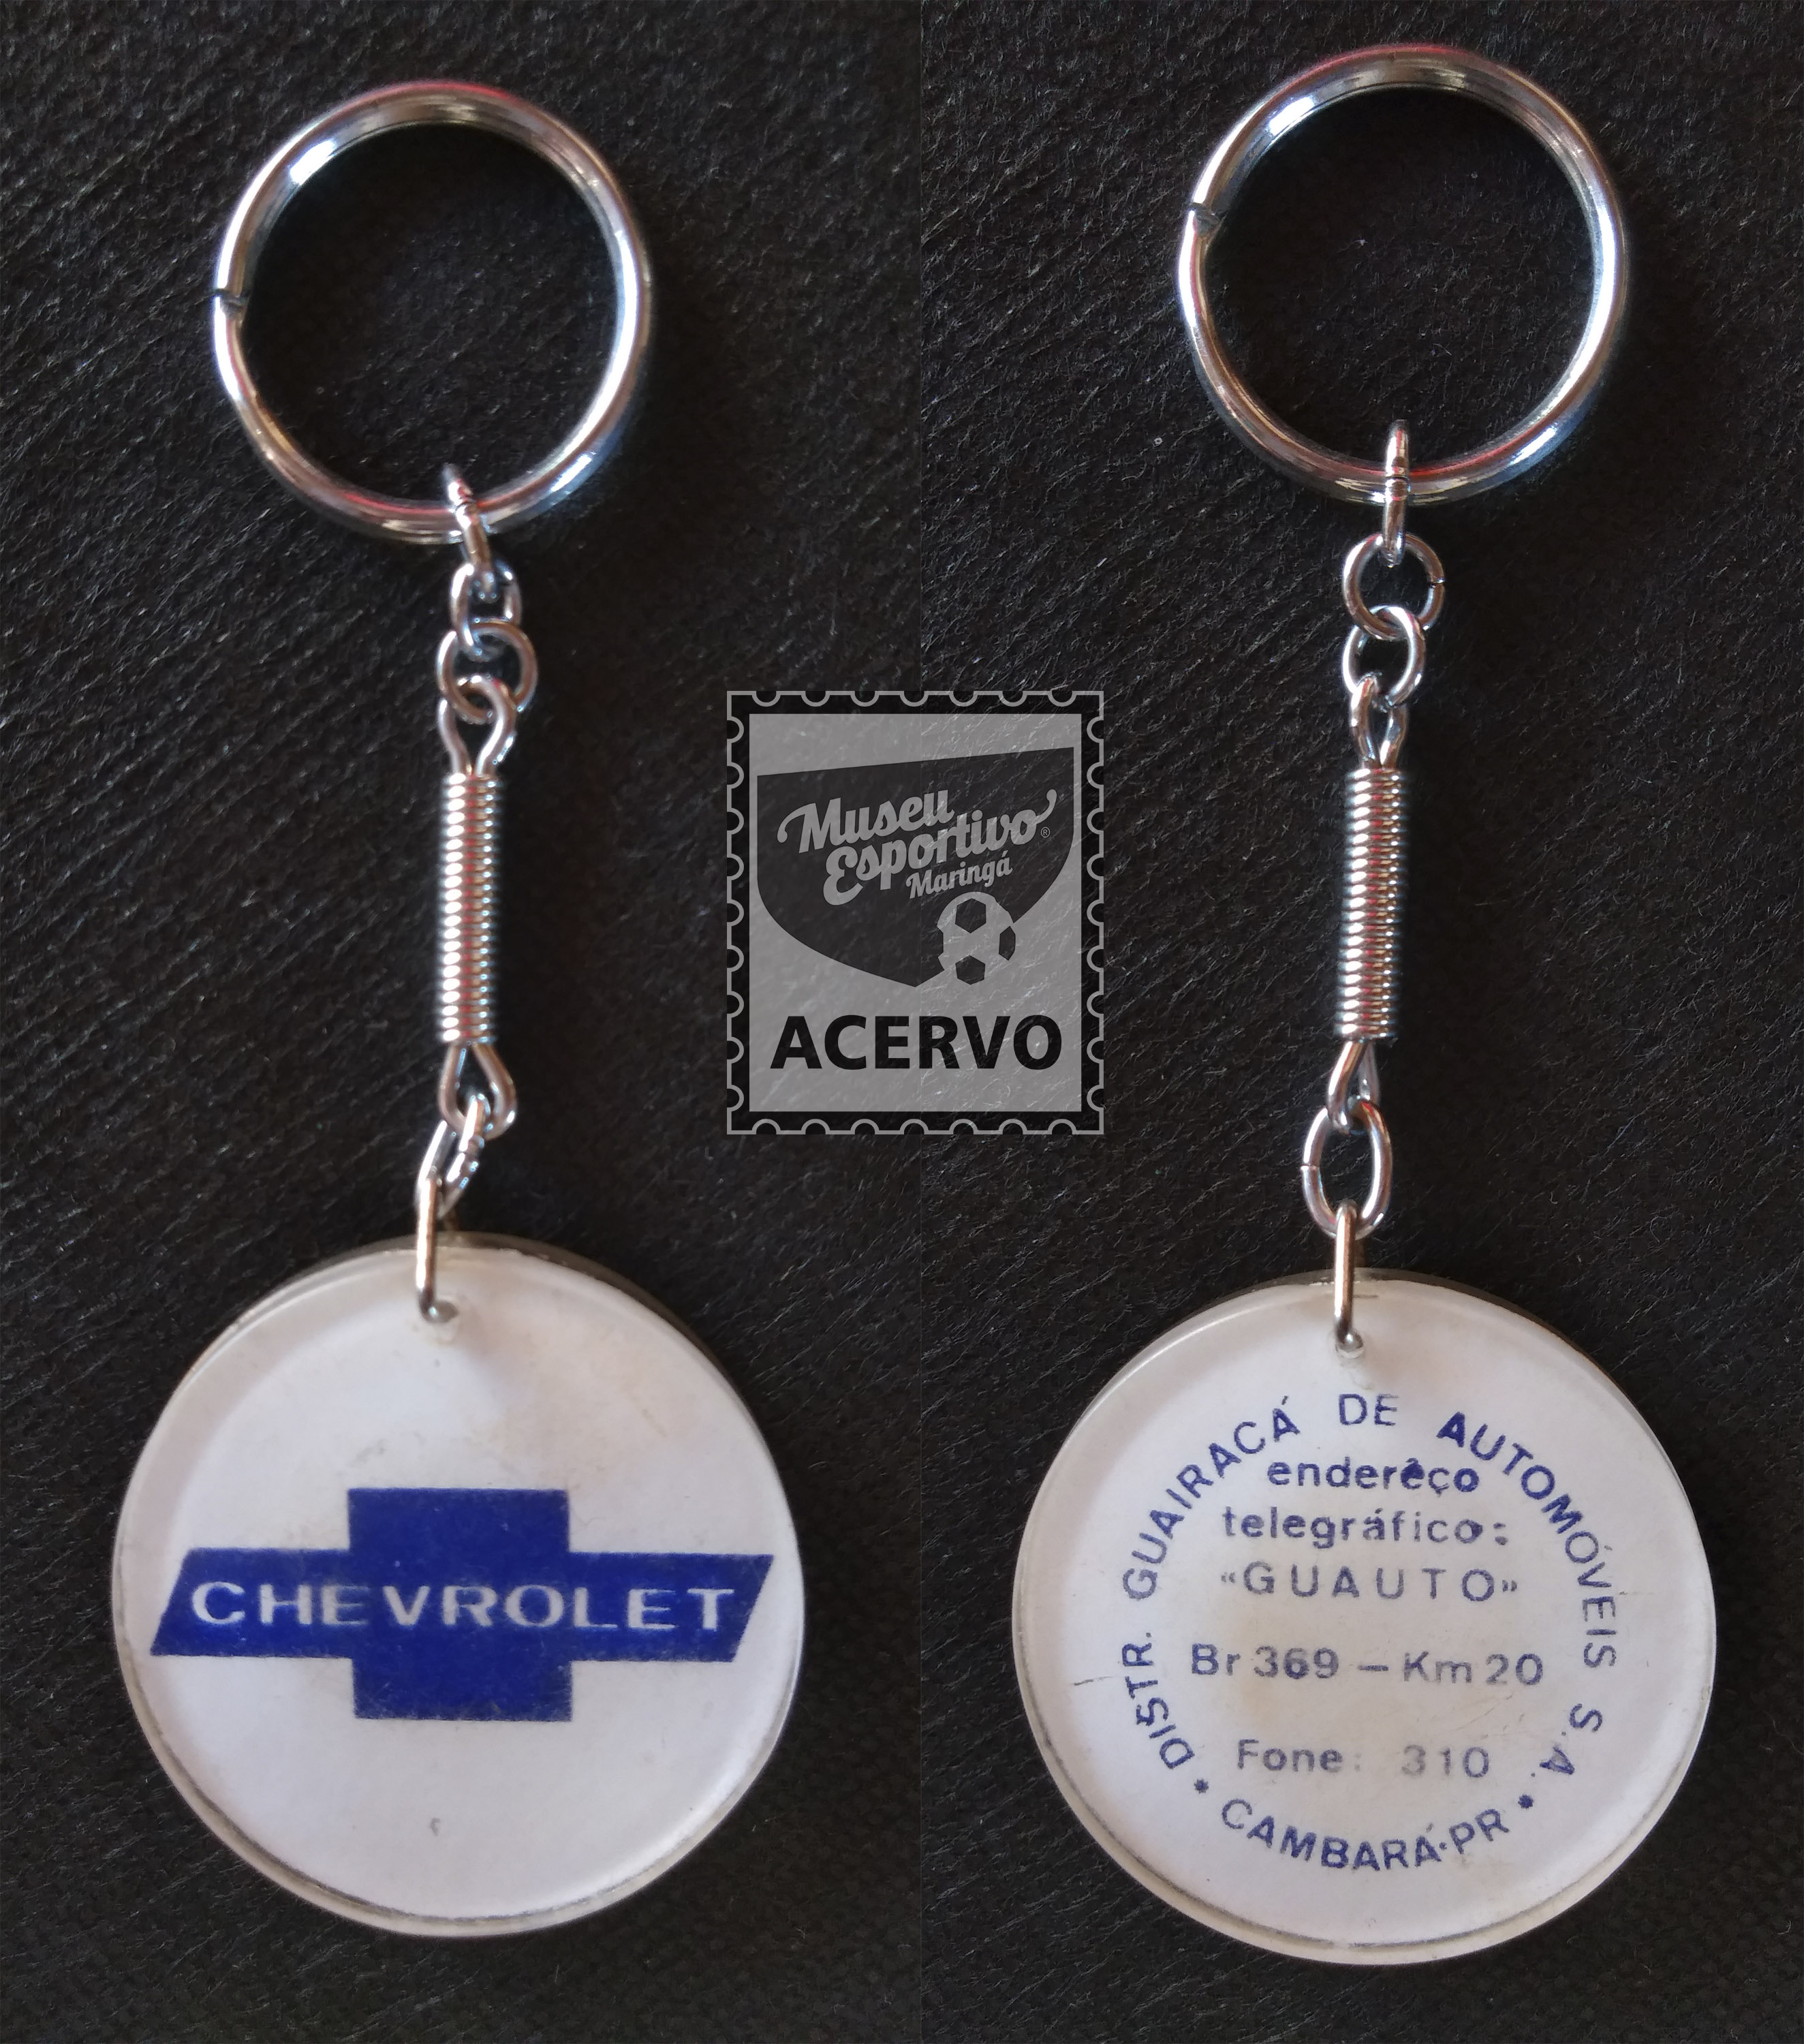 CHEVROLET
Museu
Esportivo®
Maringá
ACERVO
DISTR. GUAIRACÁ DE AUTOMÓVEIS S.A.
enderêço
telegráfico:
«GUAUTO»
Br 369 – Km 20
Fone: 310
• CAMBARÁ-PR •